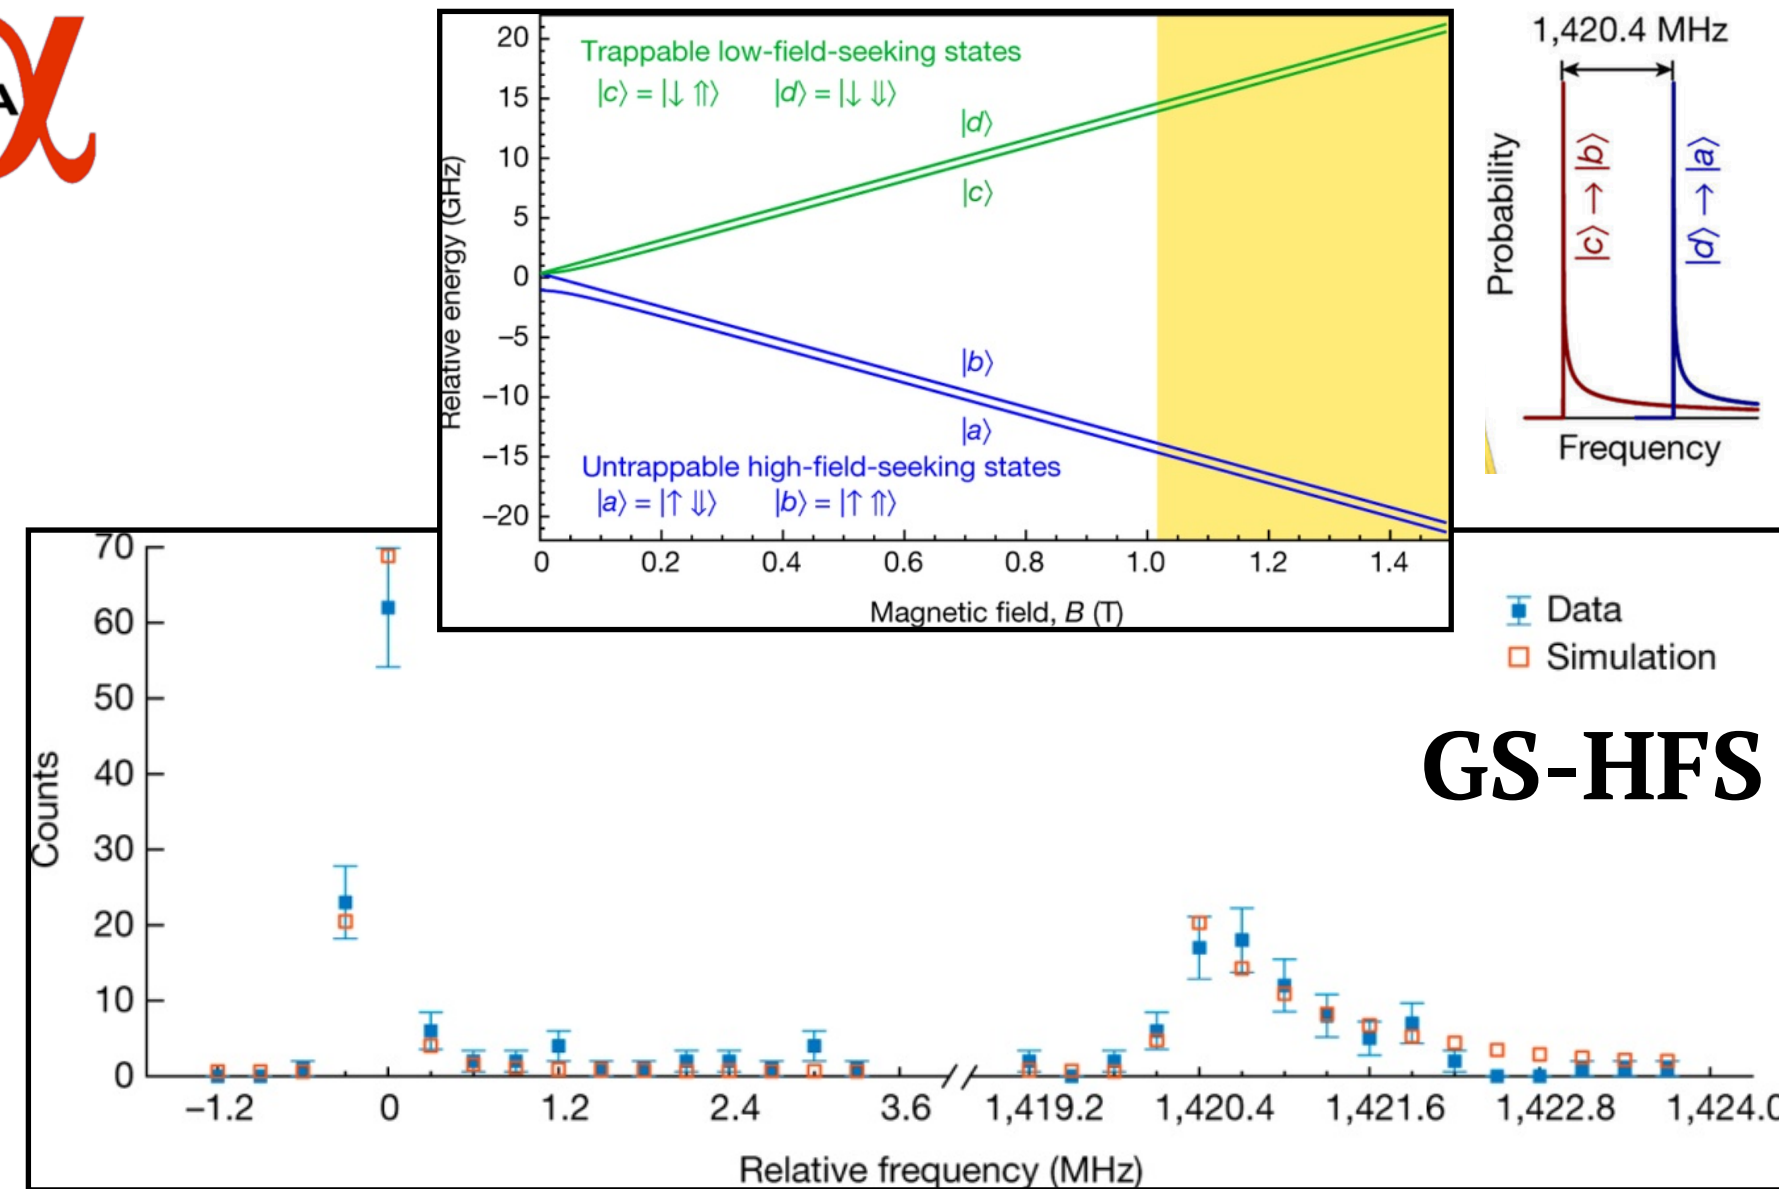 A
20
15
10
5
0
−5
−10
−15
−20
Relative energy (GHz)
Trappable low-field-seeking states
|c⟩ = |↓ ⇑⟩ |d⟩ = |↓ ⇓⟩
|d⟩
|c⟩
|b⟩
|a⟩
Untrappable high-field-seeking states
|a⟩ = |↑ ⇓⟩ |b⟩ = |↑ ⇑⟩
0 0.2 0.4 0.6 0.8 1.0 1.2 1.4
Magnetic field, B (T)
1,420.4 MHz
Probability
|c⟩ → |b⟩
|d⟩ → |a⟩
Frequency
70
60
50
40
30
20
10
0
Counts
Data
Simulation
GS-HFS
−1.2 0 1.2 2.4 3.6 1,419.2 1,420.4 1,421.6 1,422.8 1,424.0
Relative frequency (MHz)